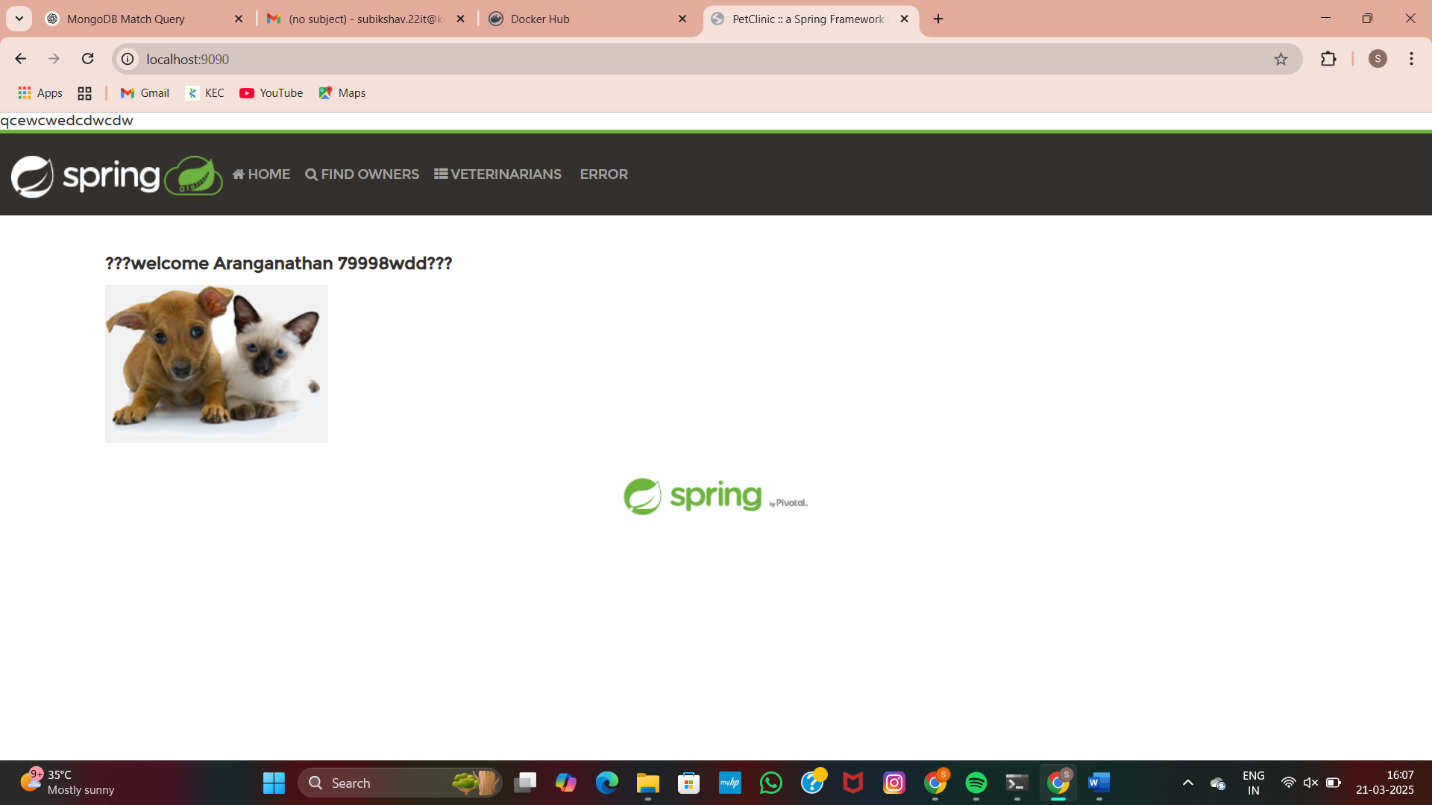 MongoDB Match Query
(no subject) - subikshav.22it@k
Docker Hub
PetClinic :: a Spring Framework
localhost:9090
S
Apps
Gmail
KEC
YouTube
Maps
qcewcwedcdwcdw
spring
HOME
FIND OWNERS
VETERINARIANS
ERROR
???welcome Aranganathan 79998wdd???
spring by Pivotal.
9+
35°C
Mostly sunny
Search
myhp
S
S
W
ENG
IN
16:07
21-03-2025